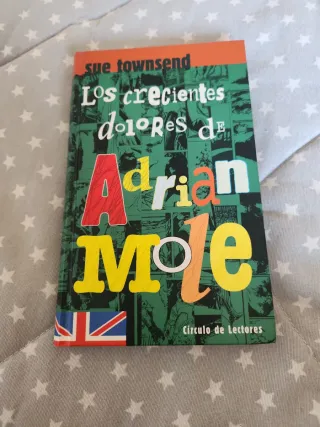 sue townsend
Los crecientes
dolores de
Adrian
Mole
Círculo de Lectores